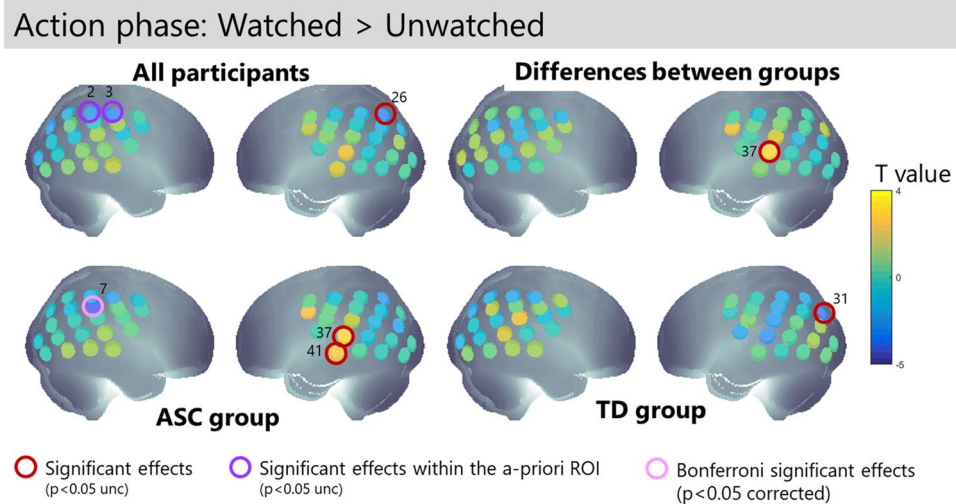 Action phase: Watched > Unwatched
All participants
Differences between groups
2 3
26
37
T value
4
0
-5
7
37
41
31
ASC group
TD group
Significant effects
(p<0.05 unc)
Significant effects within the a-priori ROI
(p<0.05 unc)
Bonferroni significant effects
(p<0.05 corrected)